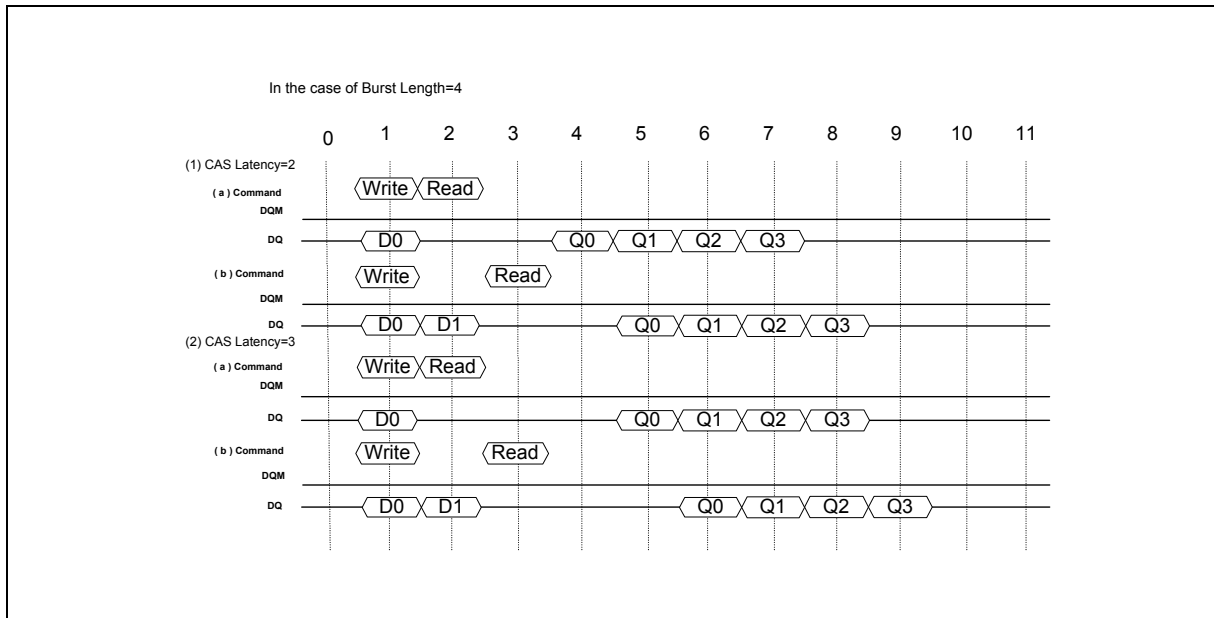 In the case of Burst Length=4
0 1 2 3 4 5 6 7 8 9 10 11
(1) CAS Latency=2
( a ) Command Write Read
DQM
DQ D0 Q0 Q1 Q2 Q3
( b ) Command Write Read
DQM
DQ D0 D1 Q0 Q1 Q2 Q3
(2) CAS Latency=3
( a ) Command Write Read
DQM
DQ D0 Q0 Q1 Q2 Q3
( b ) Command Write Read
DQM
DQ D0 D1 Q0 Q1 Q2 Q3